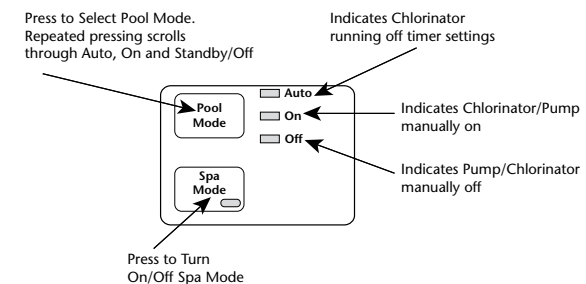 Press to Select Pool Mode.
Repeated pressing scrolls
through Auto, On and Standby/Off
Indicates Chlorinator
running off timer settings
Pool
Mode
Auto
On
Off
Indicates Chlorinator/Pump
manually on
Indicates Pump/Chlorinator
manually off
Spa
Mode
Press to Turn
On/Off Spa Mode